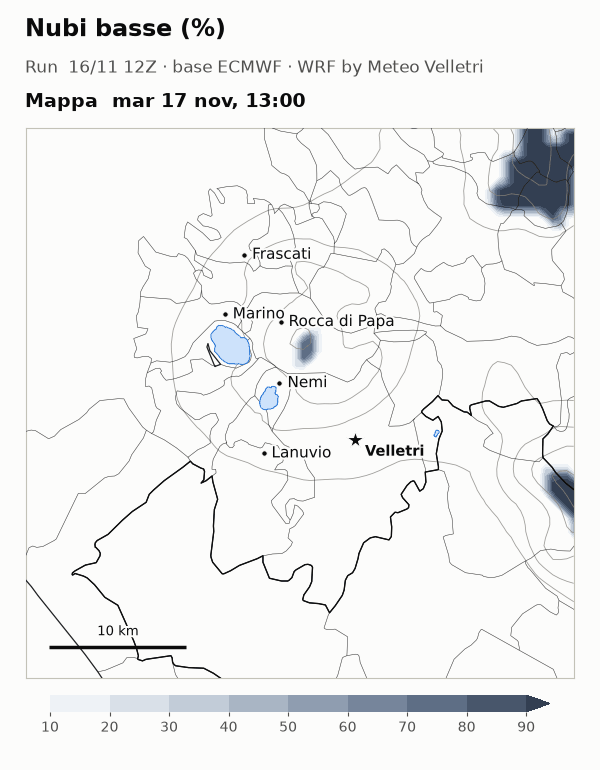 Nubi basse (%)
Run  16/11 12Z · base ECMWF · WRF by Meteo Velletri
Mappa  mar 17 nov, 13:00
Frascati
Marino
Rocca di Papa
Nemi
Lanuvio
Velletri
10 km
10 20 30 40 50 60 70 80 90